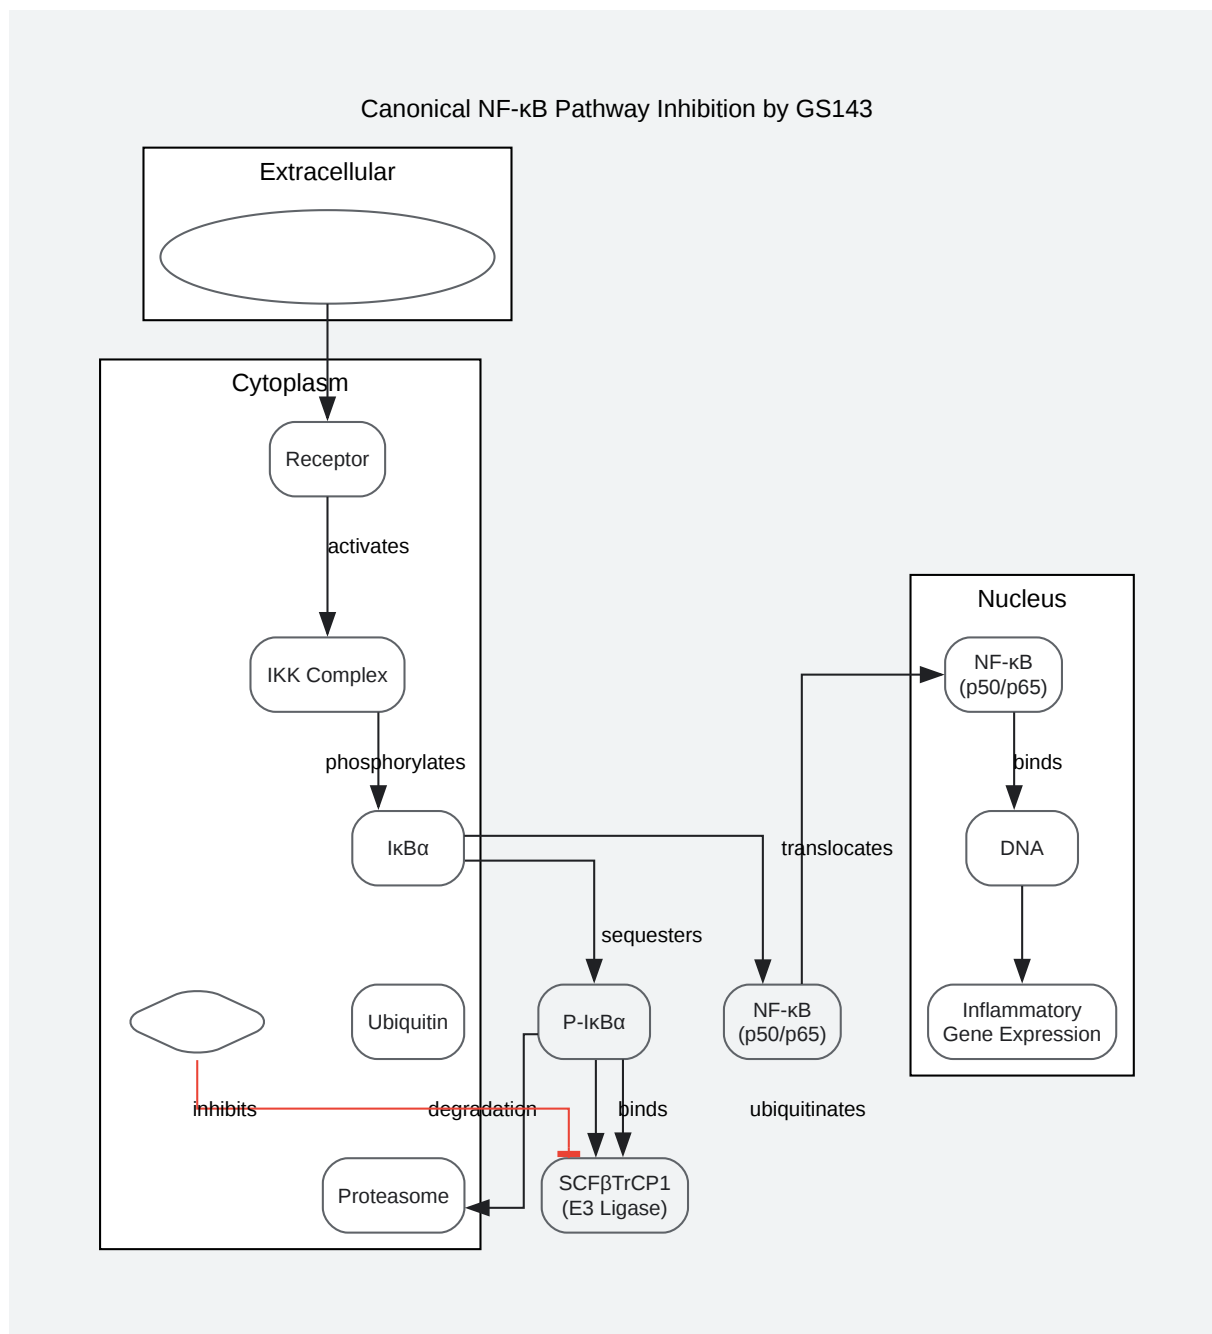 Canonical NF-κB Pathway Inhibition by GS143
Extracellular
Cytoplasm
Receptor
activates
IKK Complex
phosphorylates
IκBα
Nucleus
NF-κB
(p50/p65)
binds
DNA
translocates
sequesters
Ubiquitin
P-IκBα
NF-κB
(p50/p65)
Inflammatory
Gene Expression
inhibits
degradation
binds
ubiquitinates
Proteasome
SCFβTrCP1
(E3 Ligase)